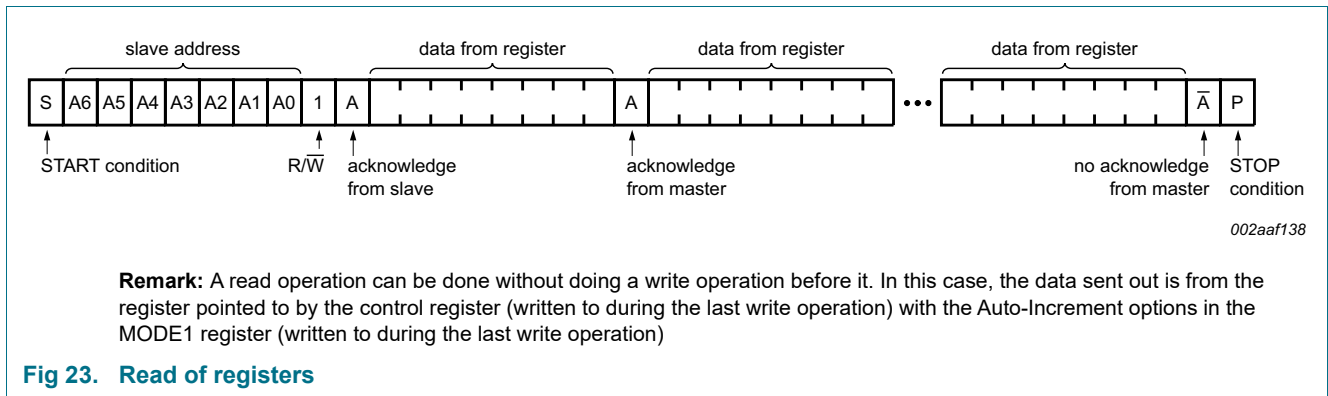 slave address data from register data from register data from register
S A6 A5 A4 A3 A2 A1 A0 1 A A ••• A̅ P
START condition R/W̅ acknowledge acknowledge no acknowledge STOP
from slave from master from master condition
002aaf138
Remark: A read operation can be done without doing a write operation before it. In this case, the data sent out is from the
register pointed to by the control register (written to during the last write operation) with the Auto-Increment options in the
MODE1 register (written to during the last write operation)
Fig 23. Read of registers